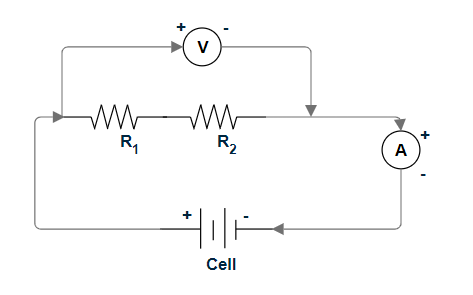 + -
V
R1 R2
+
A
-
+ -
Cell